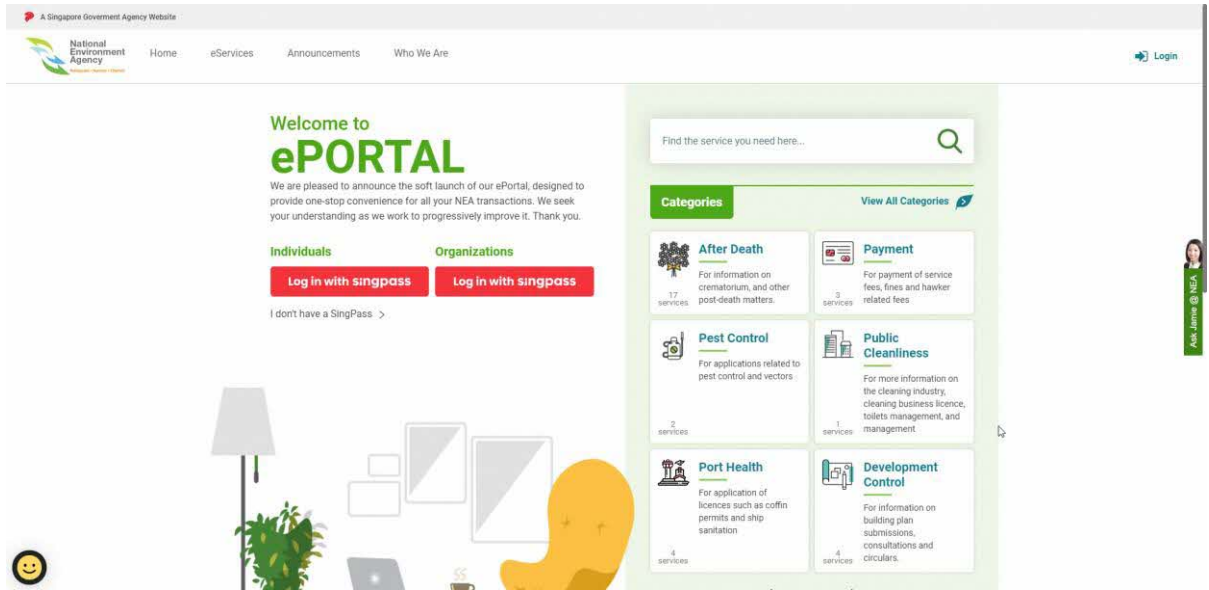 A Singapore Goverment Agency Website
National
Environment
Agency
Home
eServices
Announcements
Who We Are
Login
Welcome to
ePORTAL
We are pleased to announce the soft launch of our ePortal, designed to
provide one-stop convenience for all your NEA transactions. We seek
your understanding as we work to progressively improve it. Thank you.
Individuals
Organizations
Log in with singpass
Log in with singpass
I don't have a SingPass >
Find the service you need here...
Categories
View All Categories
After Death
For information on
crematorium, and other
post-death matters.
17
services
Payment
For payment of service
fees, fines and hawker
related fees
3
services
Pest Control
For applications related to
pest control and vectors
2
services
Public
Cleanliness
For more information on
the cleaning industry,
cleaning business licence,
toilets management, and
management
1
services
Port Health
For application of
licences such as coffin
permits and ship
sanitation
4
services
Development
Control
For information on
building plan
submissions,
consultations and
circulars.
4
services
Ask Jamie @ NEA